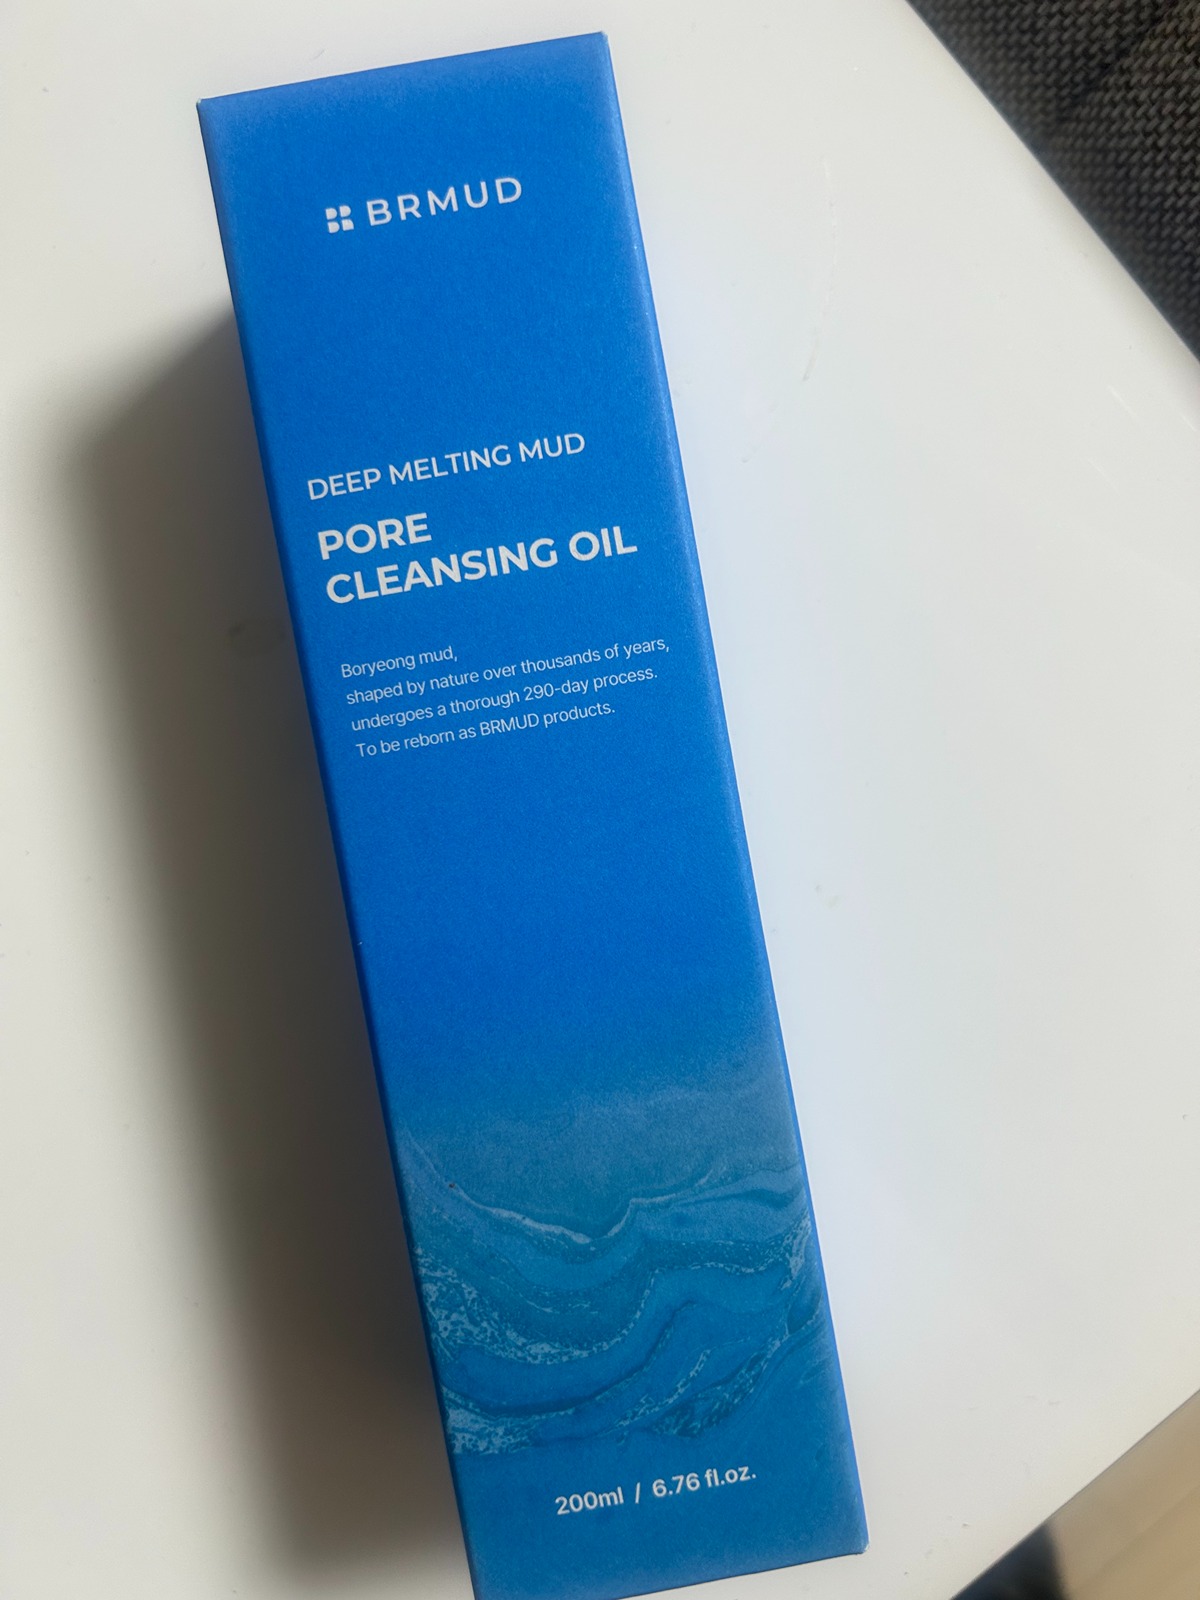 BRMUD
DEEP MELTING MUD
PORE
CLEANSING OIL
Boryeong mud,
shaped by nature over thousands of years,
undergoes a thorough 290-day process.
To be reborn as BRMUD products.
200ml / 6.76 fl.oz.